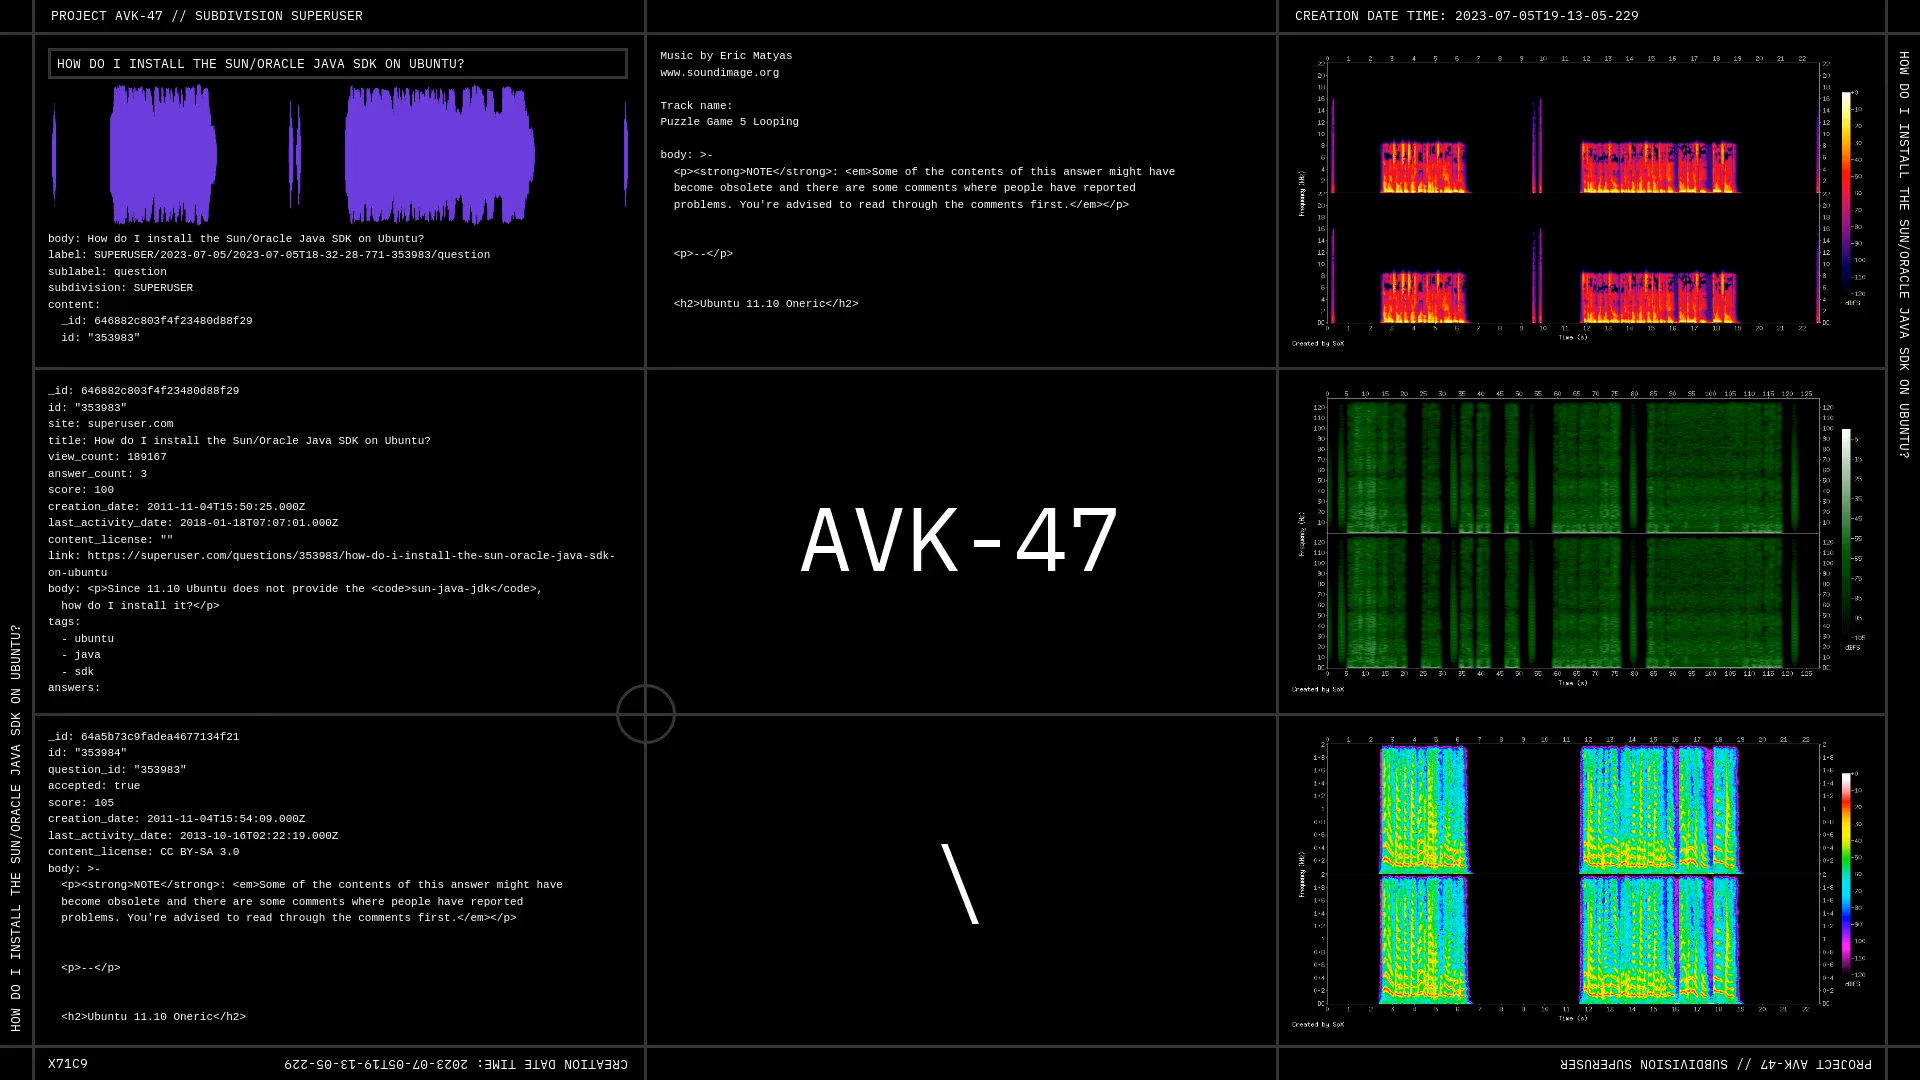 PROJECT AVK-47 // SUBDIVISION SUPERUSER
CREATION DATE TIME: 2023-07-05T19-13-05-229
HOW DO I INSTALL THE SUN/ORACLE JAVA SDK ON UBUNTU?
body: How do I install the Sun/Oracle Java SDK on Ubuntu?
label: SUPERUSER/2023-07-05/2023-07-05T18-32-28-771-353983/question
sublabel: question
subdivision: SUPERUSER
content:
_id: 646882c803f4f23480d88f29
id: "353983"
Music by Eric Matyas
www.soundimage.org
Track name:
Puzzle Game 5 Looping
body: >-
<p><strong>NOTE</strong>: <em>Some of the contents of this answer might have
become obsolete and there are some comments where people have reported
problems. You're advised to read through the comments first.</em></p>
<p>--</p>
<h2>Ubuntu 11.10 Oneric</h2>
Frequency (kHz)
Time (s)
dBFS
Created by SoX
HOW DO I INSTALL THE SUN/ORACLE JAVA SDK ON UBUNTU?
_id: 646882c803f4f23480d88f29
id: "353983"
site: superuser.com
title: How do I install the Sun/Oracle Java SDK on Ubuntu?
view_count: 189167
answer_count: 3
score: 100
creation_date: 2011-11-04T15:50:25.000Z
last_activity_date: 2018-01-18T07:07:01.000Z
content_license: ""
link: https://superuser.com/questions/353983/how-do-i-install-the-sun-oracle-java-sdk-
on-ubuntu
body: <p>Since 11.10 Ubuntu does not provide the <code>sun-java-jdk</code>,
how do I install it?</p>
tags:
- ubuntu
- java
- sdk
answers:
AVK-47
Frequency (Hz)
Time (s)
dBFS
Created by SoX
HOW DO I INSTALL THE SUN/ORACLE JAVA SDK ON UBUNTU?
_id: 64a5b73c9fadea4677134f21
id: "353984"
question_id: "353983"
accepted: true
score: 105
creation_date: 2011-11-04T15:54:09.000Z
last_activity_date: 2013-10-16T02:22:19.000Z
content_license: CC BY-SA 3.0
body: >-
<p><strong>NOTE</strong>: <em>Some of the contents of this answer might have
become obsolete and there are some comments where people have reported
problems. You're advised to read through the comments first.</em></p>
<p>--</p>
<h2>Ubuntu 11.10 Oneric</h2>
\
Frequency (kHz)
Time (s)
dBFS
Created by SoX
X71C9
CREATION DATE TIME: 2023-07-05T19-13-05-229
PROJECT AVK-47 // SUBDIVISION SUPERUSER